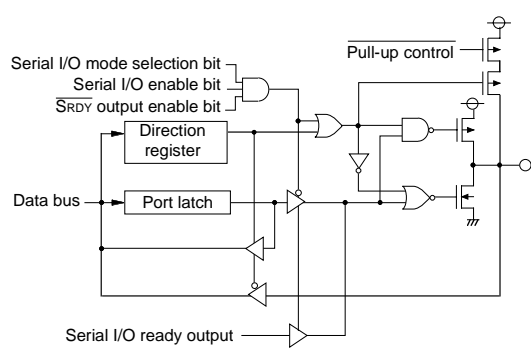 Pull-up control
Serial I/O mode selection bit
Serial I/O enable bit
SRDY output enable bit
Direction
register
Data bus
Port latch
Serial I/O ready output